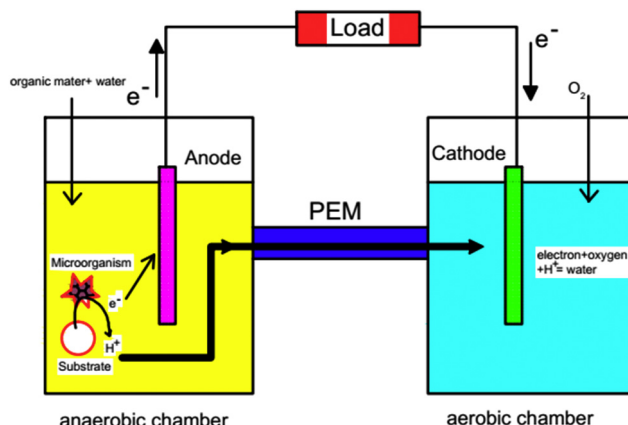 Load
e-
e-
organic mater+ water
O2
Anode
Cathode
PEM
Microorganism
e-
H+
Substrate
electron+oxygen
+H+= water
anaerobic chamber
aerobic chamber